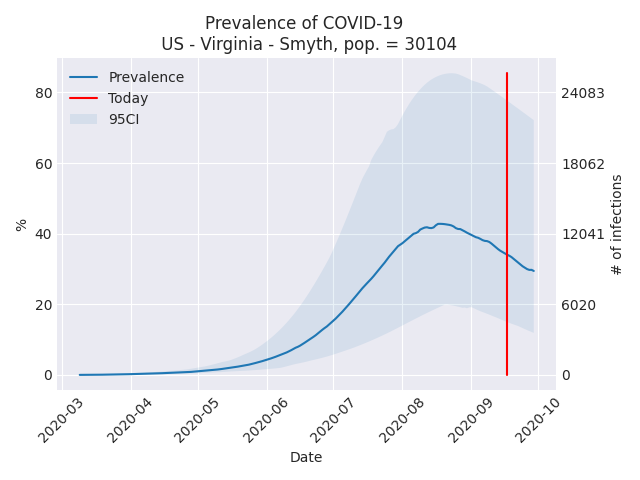 Prevalence of COVID-19
US - Virginia - Smyth, pop. = 30104
Prevalence
Today
95CI
80
60
40
20
0
%
24083
18062
12041
6020
0
# of infections
2020-03
2020-04
2020-05
2020-06
2020-07
2020-08
2020-09
2020-10
Date